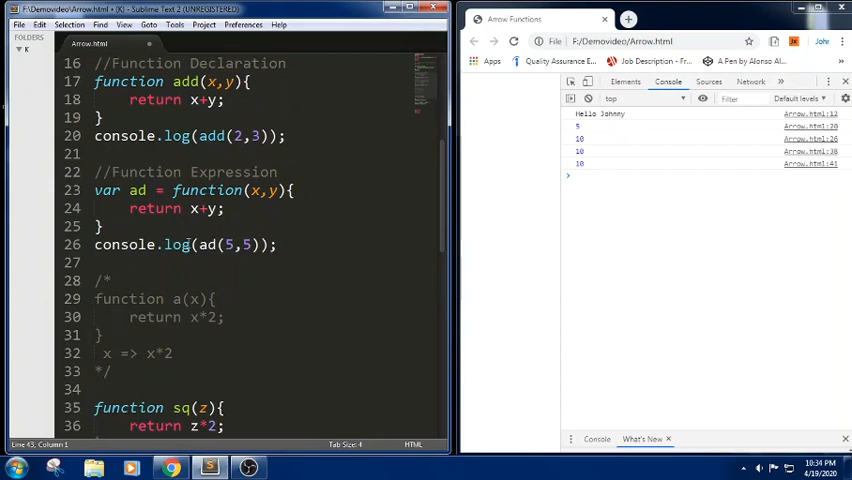 F:\Demovideo\Arrow.html • (K) - Sublime Text 2 (UNREGISTERED)
File Edit Selection Find View Goto Tools Project Preferences Help
FOLDERS
K
Arrow.html
16 //Function Declaration
17 function add(x,y){
18 return x+y;
19 }
20 console.log(add(2,3));
21
22 //Function Expression
23 var ad = function(x,y){
24 return x+y;
25 }
26 console.log(ad(5,5));
27
28 /*
29 function a(x){
30 return x*2;
31 }
32 x => x*2
33 */
34
35 function sq(z){
36 return z*2;
Line 43, Column 1
Tab Size: 4
HTML
Arrow Functions
F:/Demovideo/Arrow.html
John
Apps
Quality Assurance E...
Job Description - Fr...
A Pen by Alonso Al...
Elements Console Sources Network
top
Filter
Default levels
Hello Johnny Arrow.html:12
5 Arrow.html:20
10 Arrow.html:26
10 Arrow.html:38
10 Arrow.html:41
Console What's New
10:34 PM
4/19/2020